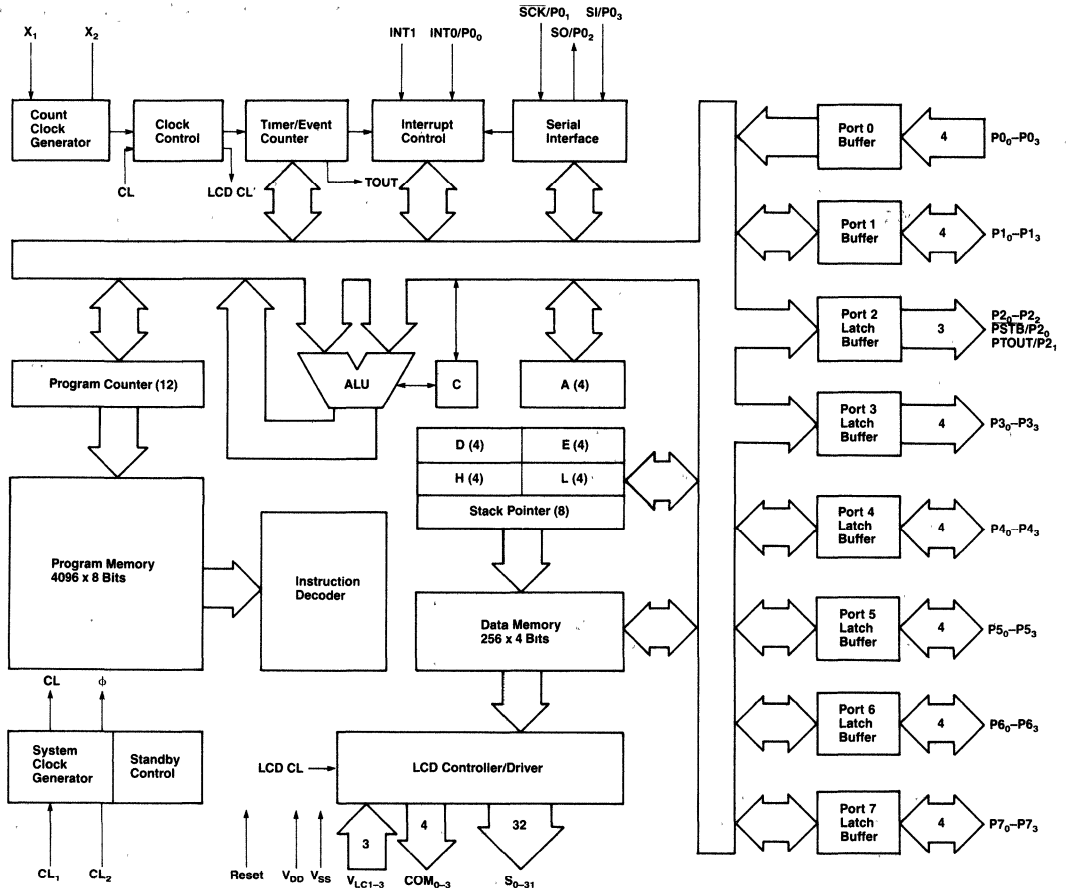 SCK/P0₁ SI/P0₃
X₁ X₂ INT1 INT0/P0₀ SO/P0₂
Count
Clock
Generator
Clock
Control
Timer/Event
Counter
Interrupt
Control
Serial
Interface
CL
LCD CL
TOUT
Port 0
Buffer
4
P0₀–P0₃
Port 1
Buffer
4
P1₀–P1₃
Port 2
Latch
Buffer
3
P2₀–P2₂
PSTB/P2₀
PTOUT/P2₁
Program Counter (12)
ALU
C
A (4)
Port 3
Latch
Buffer
4
P3₀–P3₃
D (4) E (4)
H (4) L (4)
Stack Pointer (8)
Program Memory
4096 x 8 Bits
Instruction
Decoder
Port 4
Latch
Buffer
4
P4₀–P4₃
Data Memory
256 x 4 Bits
Port 5
Latch
Buffer
4
P5₀–P5₃
CL ϕ
System
Clock
Generator
Standby
Control
LCD CL
LCD Controller/Driver
Port 6
Latch
Buffer
4
P6₀–P6₃
3
4
32
Port 7
Latch
Buffer
4
P7₀–P7₃
CL₁ CL₂ Reset V_DD V_SS V_LC1–3 COM₀₋₃ S₀₋₃₁